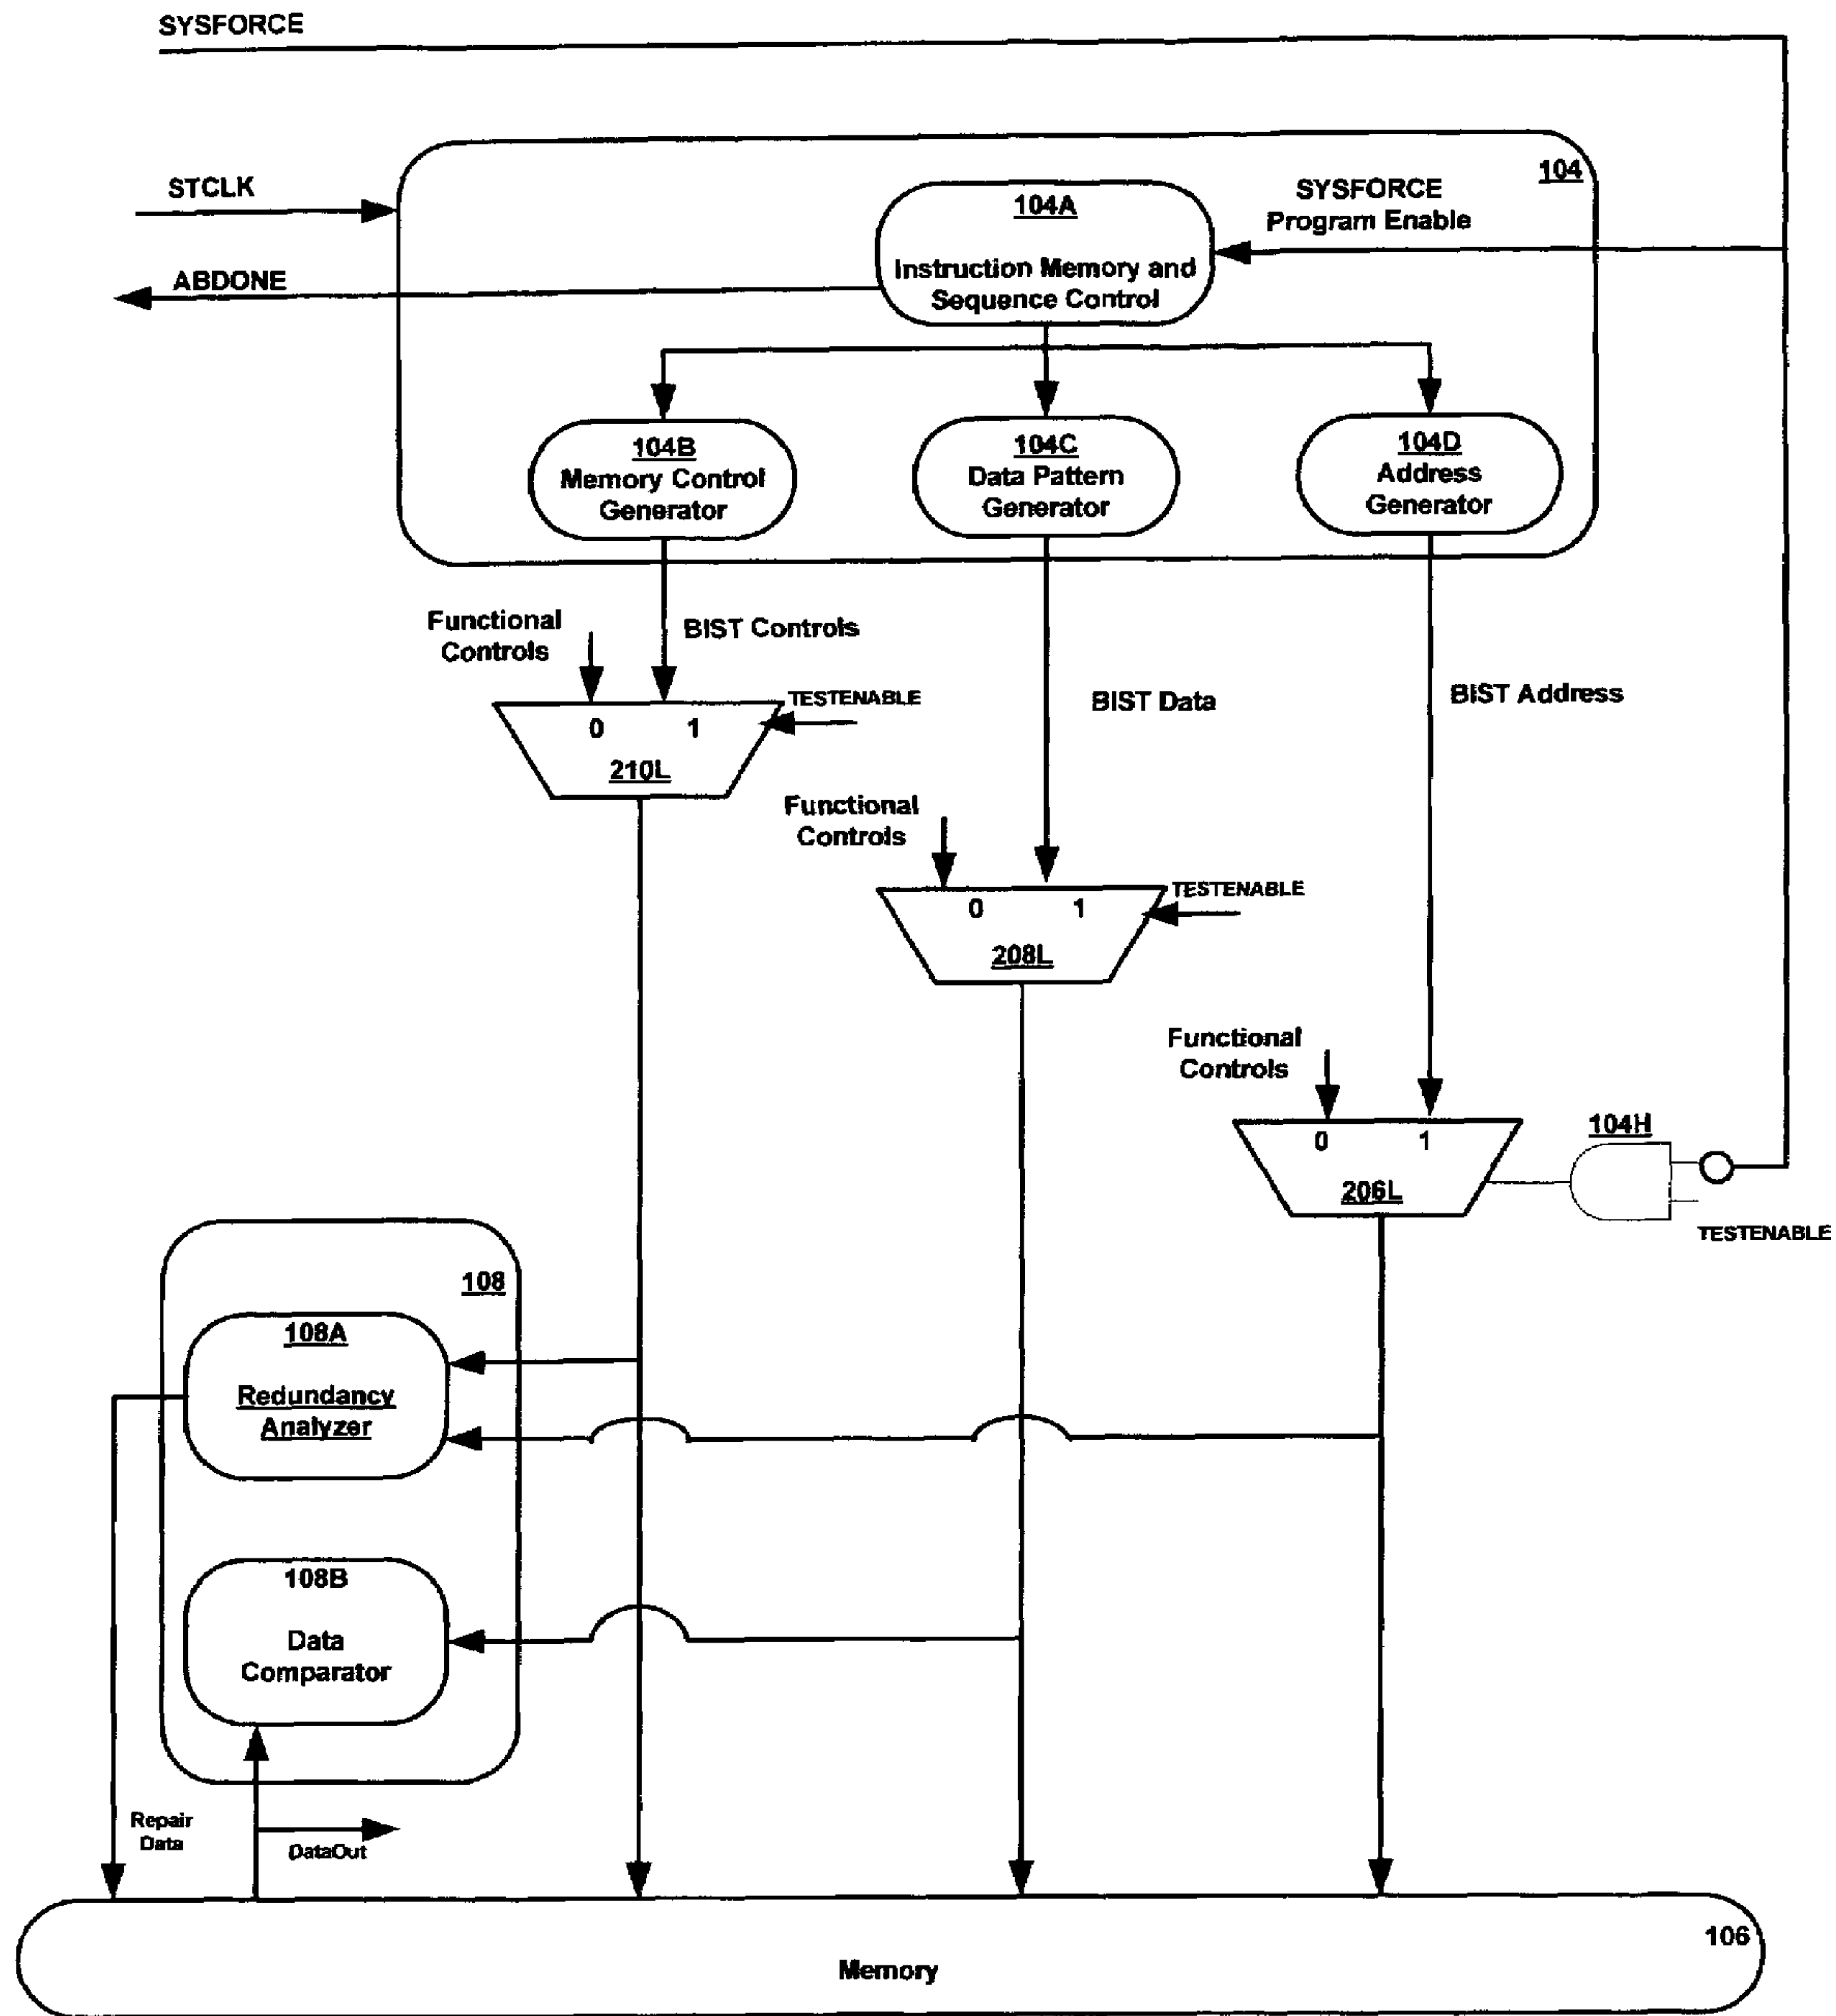 SYSFORCE
104
STCLK
104A
SYSFORCE
Program Enable
Instruction Memory and
Sequence Control
ABDONE
104B
Memory Control
Generator
104C
Data Pattern
Generator
104D
Address
Generator
Functional
Controls
BIST Controls
TESTENABLE
0
1
210L
BIST Data
BIST Address
Functional
Controls
TESTENABLE
0
1
208L
Functional
Controls
0
1
206L
104H
TESTENABLE
108
108A
Redundancy
Analyzer
108B
Data
Comparator
Repair
Data
DataOut
106
Memory